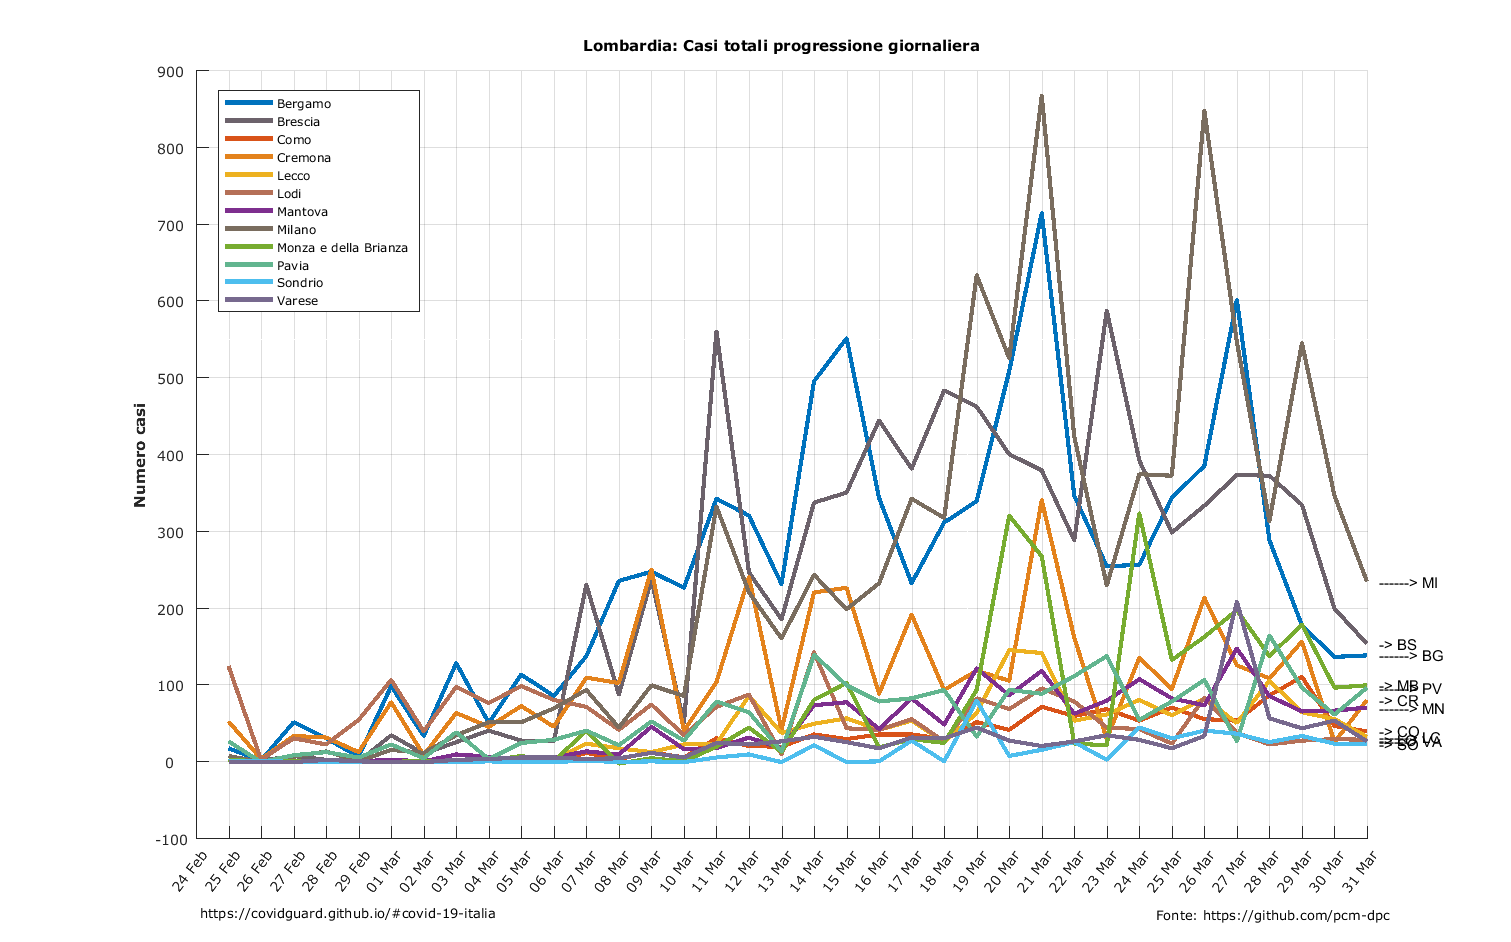 Lombardia: Casi totali progressione giornaliera
900
800
700
600
500
400
300
200
100
0
-100
Numero casi
Bergamo
Brescia
Como
Cremona
Lecco
Lodi
Mantova
Milano
Monza e della Brianza
Pavia
Sondrio
Varese
------> MI
-> BS
------> BG
-> MB
------> PV
-> CR
------> MN
-> CO
LC
VA
-> SO
24 Feb
25 Feb
26 Feb
27 Feb
28 Feb
29 Feb
01 Mar
02 Mar
03 Mar
04 Mar
05 Mar
06 Mar
07 Mar
08 Mar
09 Mar
10 Mar
11 Mar
12 Mar
13 Mar
14 Mar
15 Mar
16 Mar
17 Mar
18 Mar
19 Mar
20 Mar
21 Mar
22 Mar
23 Mar
24 Mar
25 Mar
26 Mar
27 Mar
28 Mar
29 Mar
30 Mar
31 Mar
https://covidguard.github.io/#covid-19-italia
Fonte: https://github.com/pcm-dpc